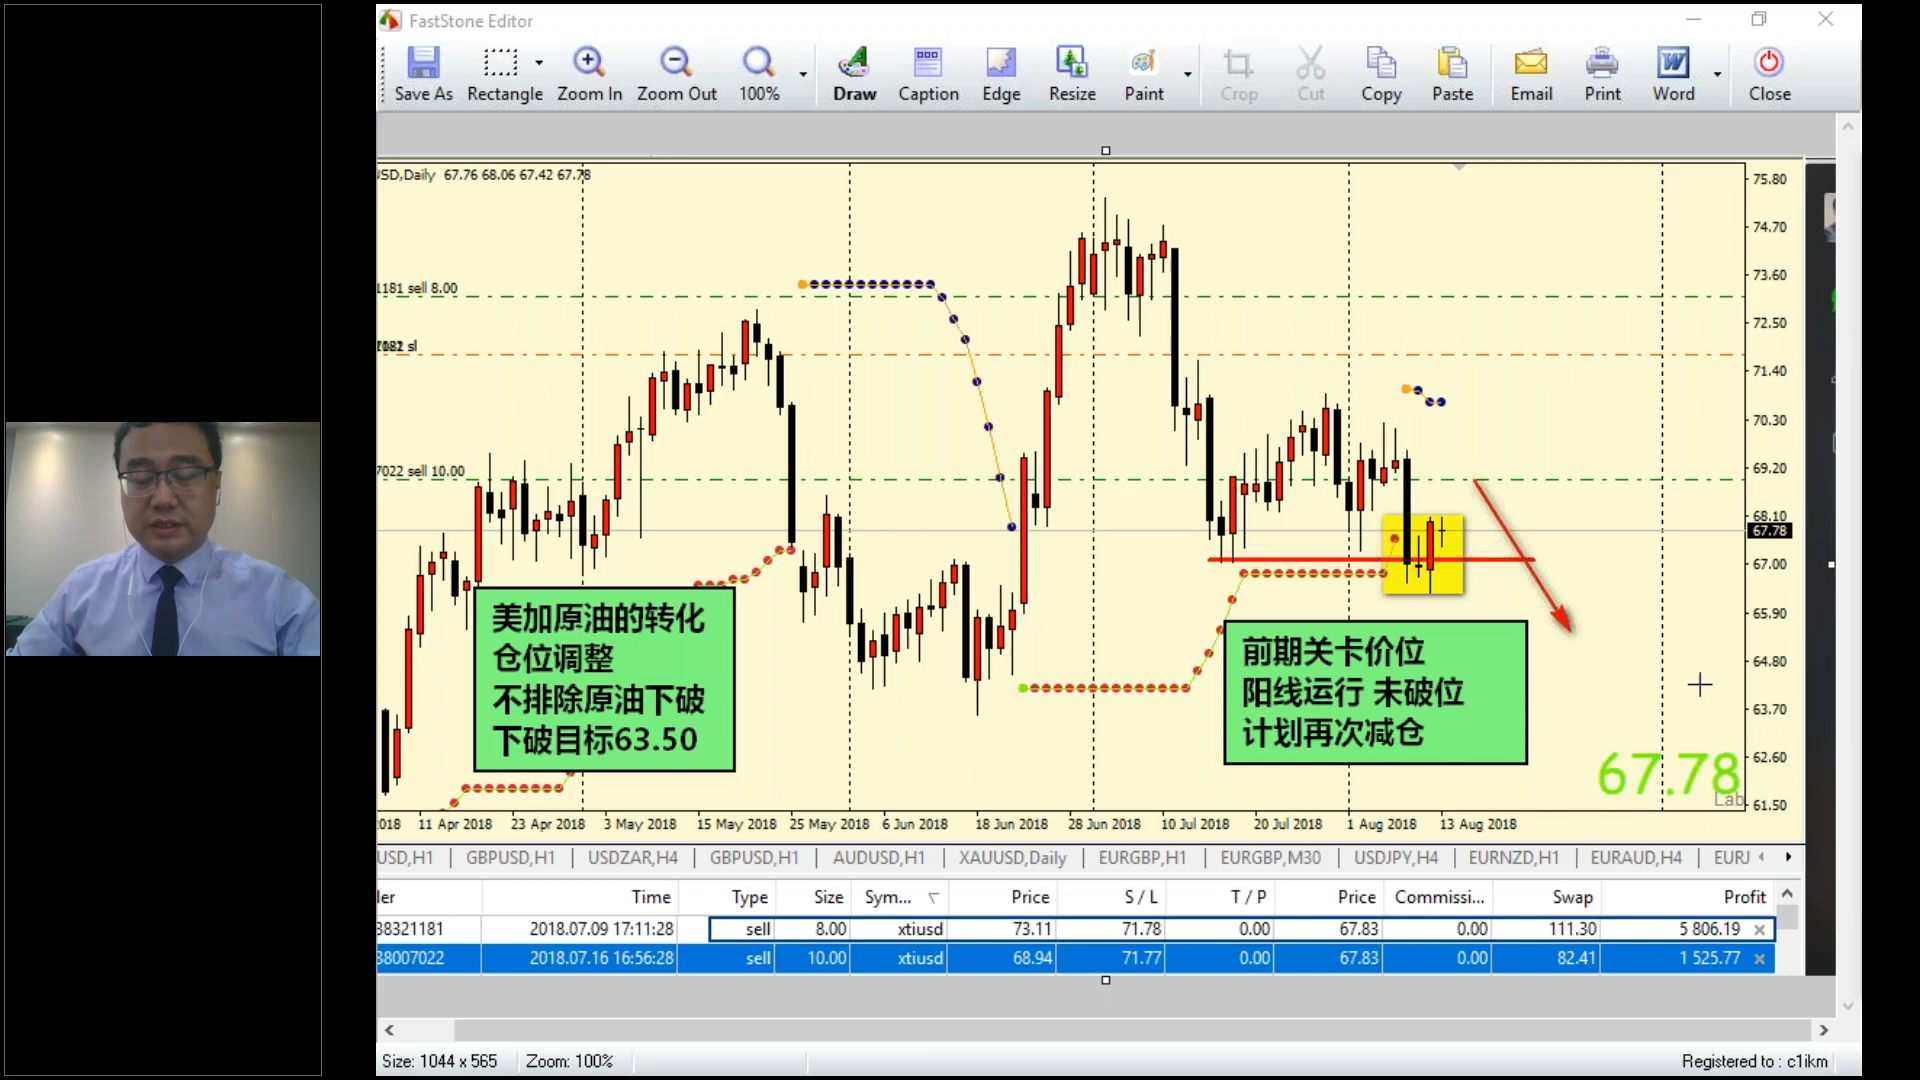 FastStone Editor
Save As Rectangle Zoom In Zoom Out 100% Draw Caption Edge Resize Paint Crop Cut Copy Paste Email Print Word Close
USD,Daily 67.76 68.06 67.42 67.78
75.80
74.70
73.60
1181 sell 8.00
72.50
sl
71.40
70.30
7022 sell 10.00
69.20
68.10
67.78
67.00
65.90
64.80
63.70
62.60
61.50
美加原油的转化
仓位调整
不排除原油下破
下破目标63.50
前期关卡价位
阳线运行 未破位
计划再次减仓
67.78
Lab
2018 11 Apr 2018 23 Apr 2018 3 May 2018 15 May 2018 25 May 2018 6 Jun 2018 18 Jun 2018 28 Jun 2018 10 Jul 2018 20 Jul 2018 1 Aug 2018 13 Aug 2018
USD,H1 GBPUSD,H1 USDZAR,H4 GBPUSD,H1 AUDUSD,H1 XAUUSD,Daily EURGBP,H1 EURGBP,M30 USDJPY,H4 EURNZD,H1 EURAUD,H4 EURJ
ler Time Type Size Sym... Price S / L T / P Price Commissi... Swap Profit
38321181 2018.07.09 17:11:28 sell 8.00 xtiusd 73.11 71.78 0.00 67.83 0.00 111.30 5 806.19
38007022 2018.07.16 16:56:28 sell 10.00 xtiusd 68.94 71.77 0.00 67.83 0.00 82.41 1 525.77
Size: 1044 x 565 Zoom: 100% Registered to : c1ikm